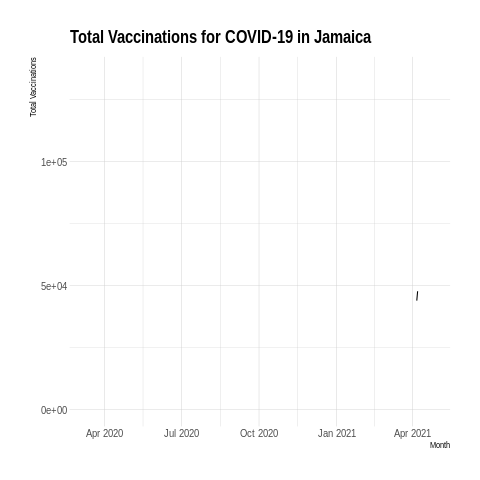 Total Vaccinations for COVID-19 in Jamaica
Total Vaccinations
1e+05
5e+04
0e+00
Apr 2020 Jul 2020 Oct 2020 Jan 2021 Apr 2021
Month